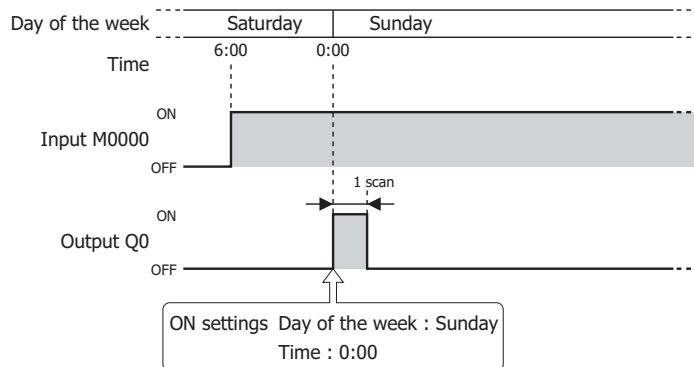 Day of the week Saturday Sunday
Time 6:00 0:00
ON
Input M0000
OFF
1 scan
ON
Output Q0
OFF
ON settings Day of the week : Sunday
Time : 0:00